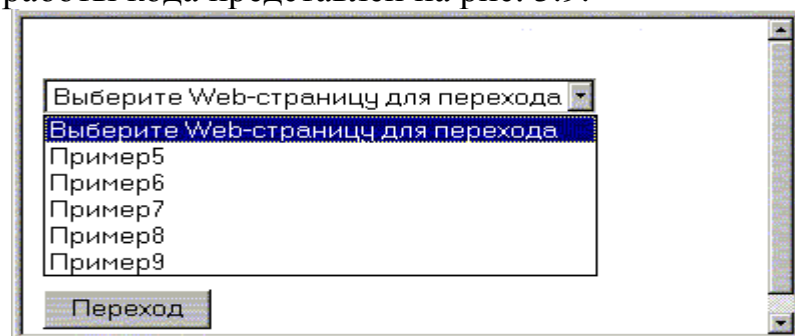 работы кода представлен на рис. 3.9.
Выберите Web-страницу для перехода
Выберите Web-страницу для перехода
Пример5
Пример6
Пример7
Пример8
Пример9
Переход